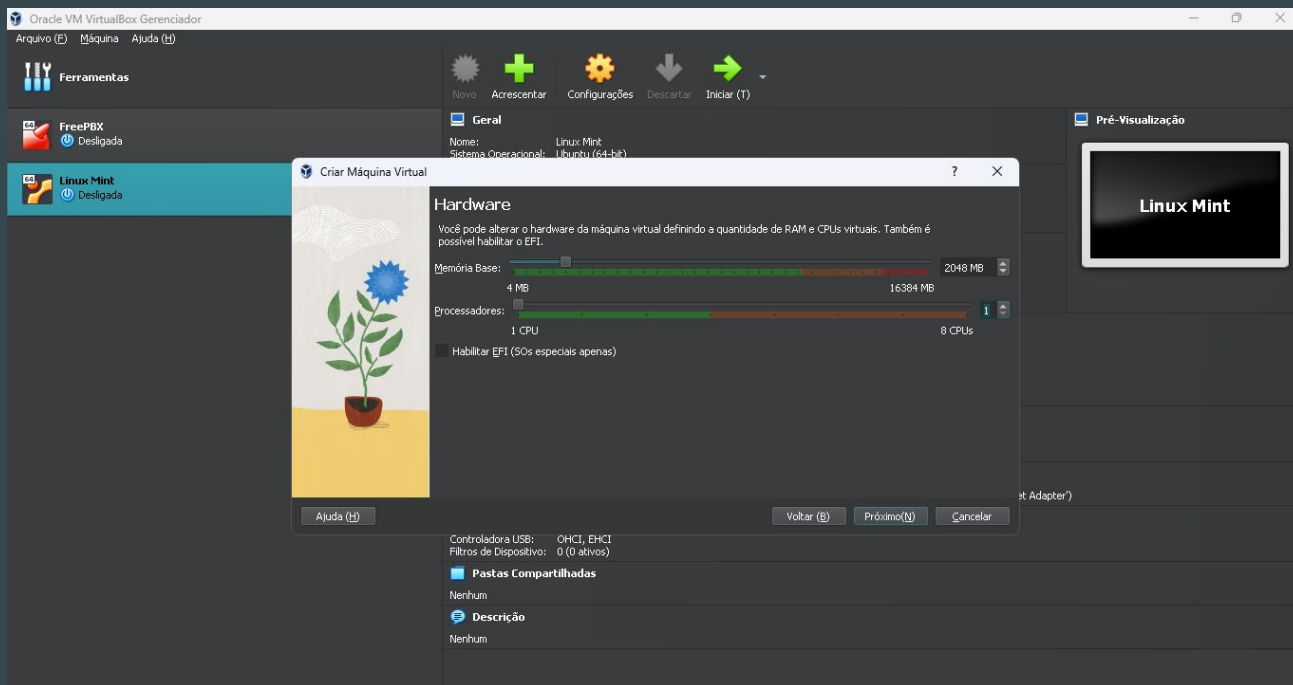 Oracle VM VirtualBox Gerenciador
Arquivo (F) Máquina Ajuda (H)
Ferramentas
Novo Acrescentar Configurações Descartar Iniciar (T)
64 FreePBX
Desligada
64 Linux Mint
Desligada
Geral
Nome: Linux Mint
Sistema Operacional: Ubuntu (64-bit)
Pré-Visualização
Linux Mint
Criar Máquina Virtual ?
Hardware
Você pode alterar o hardware da máquina virtual definindo a quantidade de RAM e CPUs virtuais. Também é
possível habilitar o EFI.
Memória Base: 2048 MB
4 MB 16384 MB
Processadores: 1
1 CPU 8 CPUs
Habilitar EFI (SOs especiais apenas)
et Adapter')
Ajuda (H) Voltar (B) Próximo(N) Cancelar
Controladora USB: OHCI, EHCI
Filtros de Dispositivo: 0 (0 ativos)
Pastas Compartilhadas
Nenhum
Descrição
Nenhum